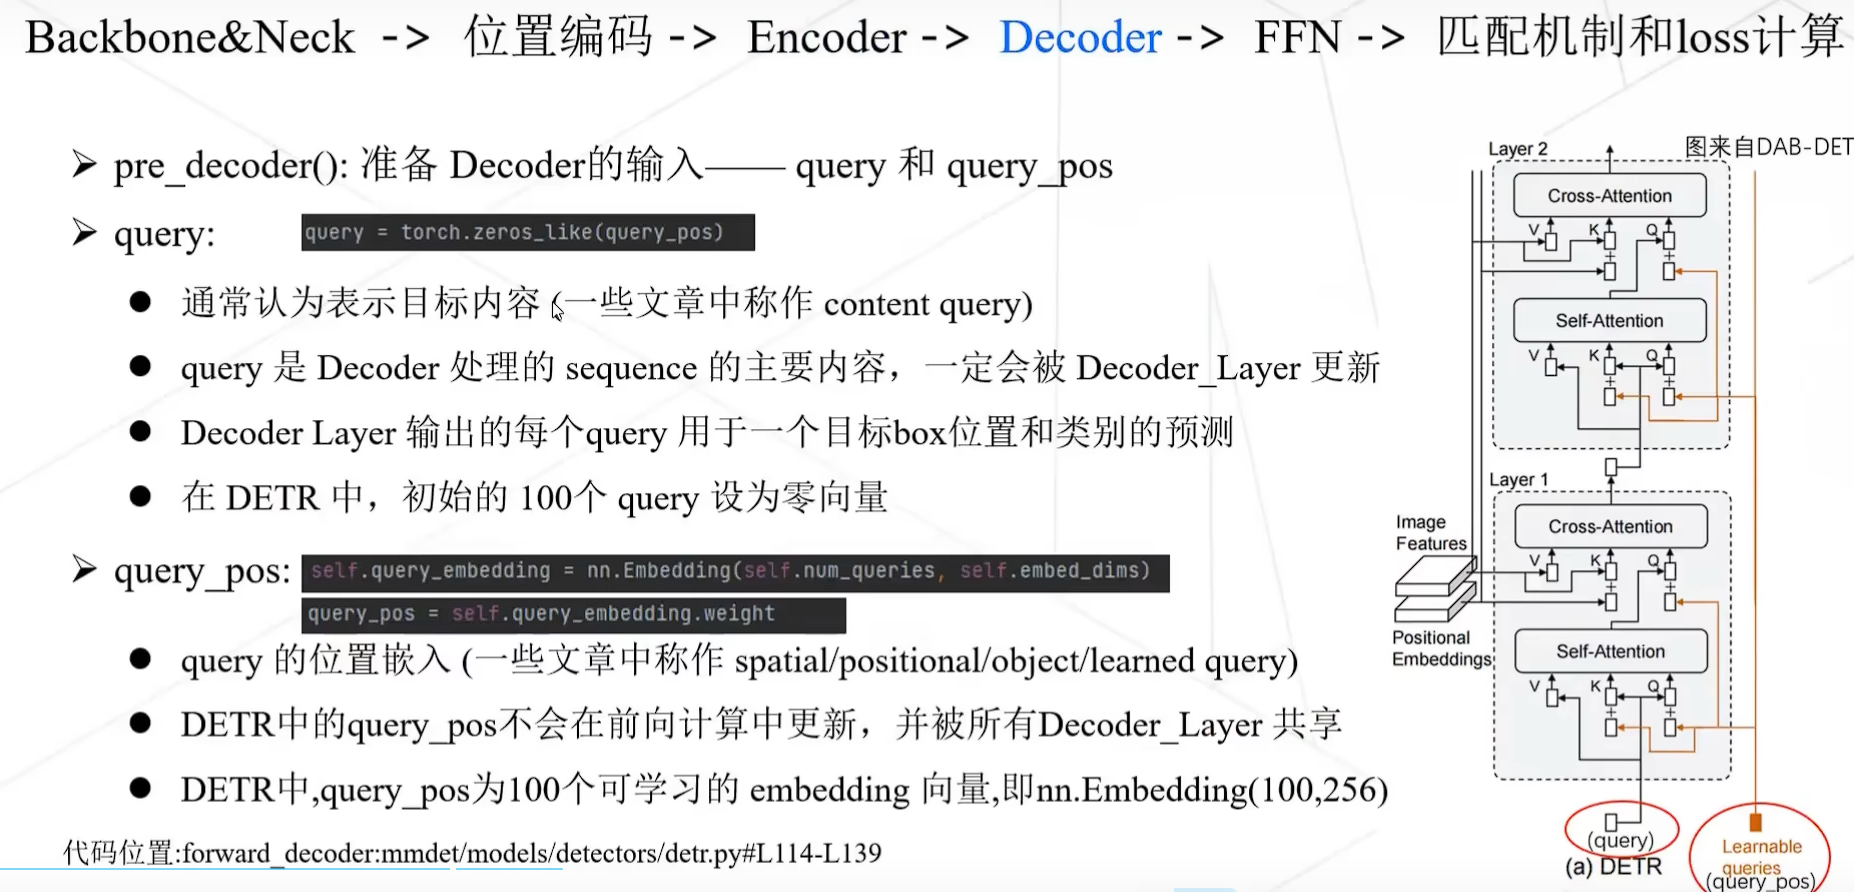 Backbone&Neck -> 位置编码 -> Encoder -> Decoder -> FFN -> 匹配机制和loss计算
➢ pre_decoder(): 准备 Decoder的输入—— query 和 query_pos
➢ query: query = torch.zeros_like(query_pos)
● 通常认为表示目标内容 (一些文章中称作 content query)
● query 是 Decoder 处理的 sequence 的主要内容，一定会被 Decoder_Layer 更新
● Decoder Layer 输出的每个query 用于一个目标box位置和类别的预测
● 在 DETR 中，初始的 100个 query 设为零向量
➢ query_pos: self.query_embedding = nn.Embedding(self.num_queries, self.embed_dims)
query_pos = self.query_embedding.weight
● query 的位置嵌入 (一些文章中称作 spatial/positional/object/learned query)
● DETR中的query_pos不会在前向计算中更新，并被所有Decoder_Layer 共享
● DETR中,query_pos为100个可学习的 embedding 向量,即nn.Embedding(100,256)
代码位置:forward_decoder:mmdet/models/detectors/detr.py#L114-L139
图来自DAB-DET
Layer 2
Cross-Attention
V K Q
+ +
Self-Attention
V K Q
+ +
Layer 1
Cross-Attention
V K Q
+ +
Image
Features
Positional
Embeddings
Self-Attention
V K Q
+ +
(query)
(a) DETR
Learnable
queries
(query_pos)